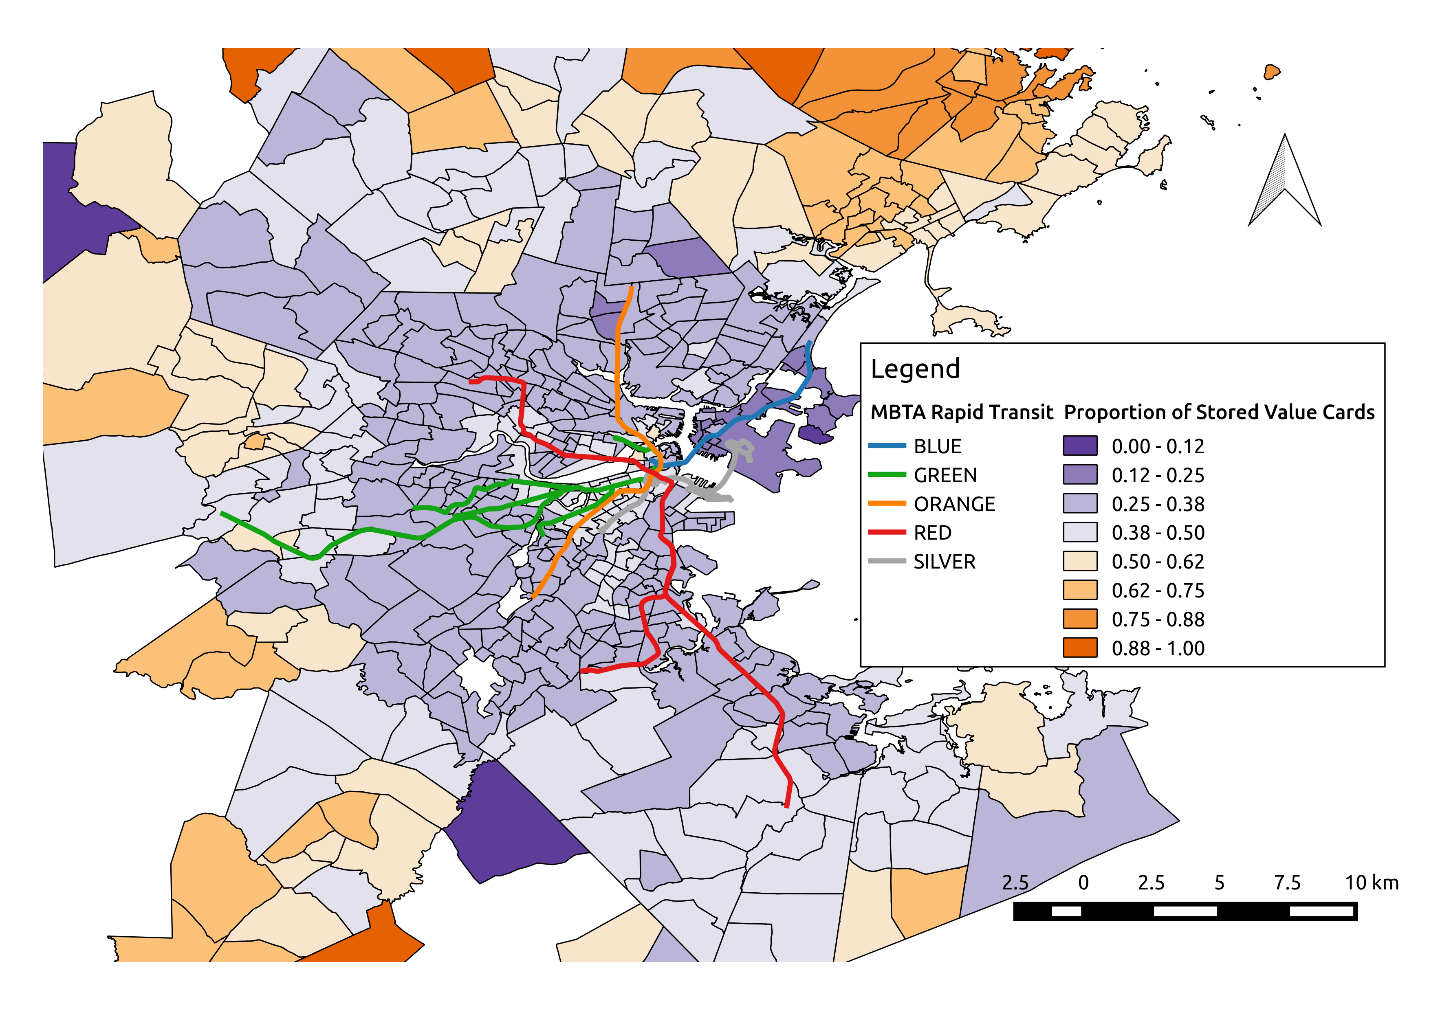 Legend
MBTA Rapid Transit Proportion of Stored Value Cards
BLUE 0.00 - 0.12
GREEN 0.12 - 0.25
ORANGE 0.25 - 0.38
RED 0.38 - 0.50
SILVER 0.50 - 0.62
0.62 - 0.75
0.75 - 0.88
0.88 - 1.00
2.5 0 2.5 5 7.5 10 km